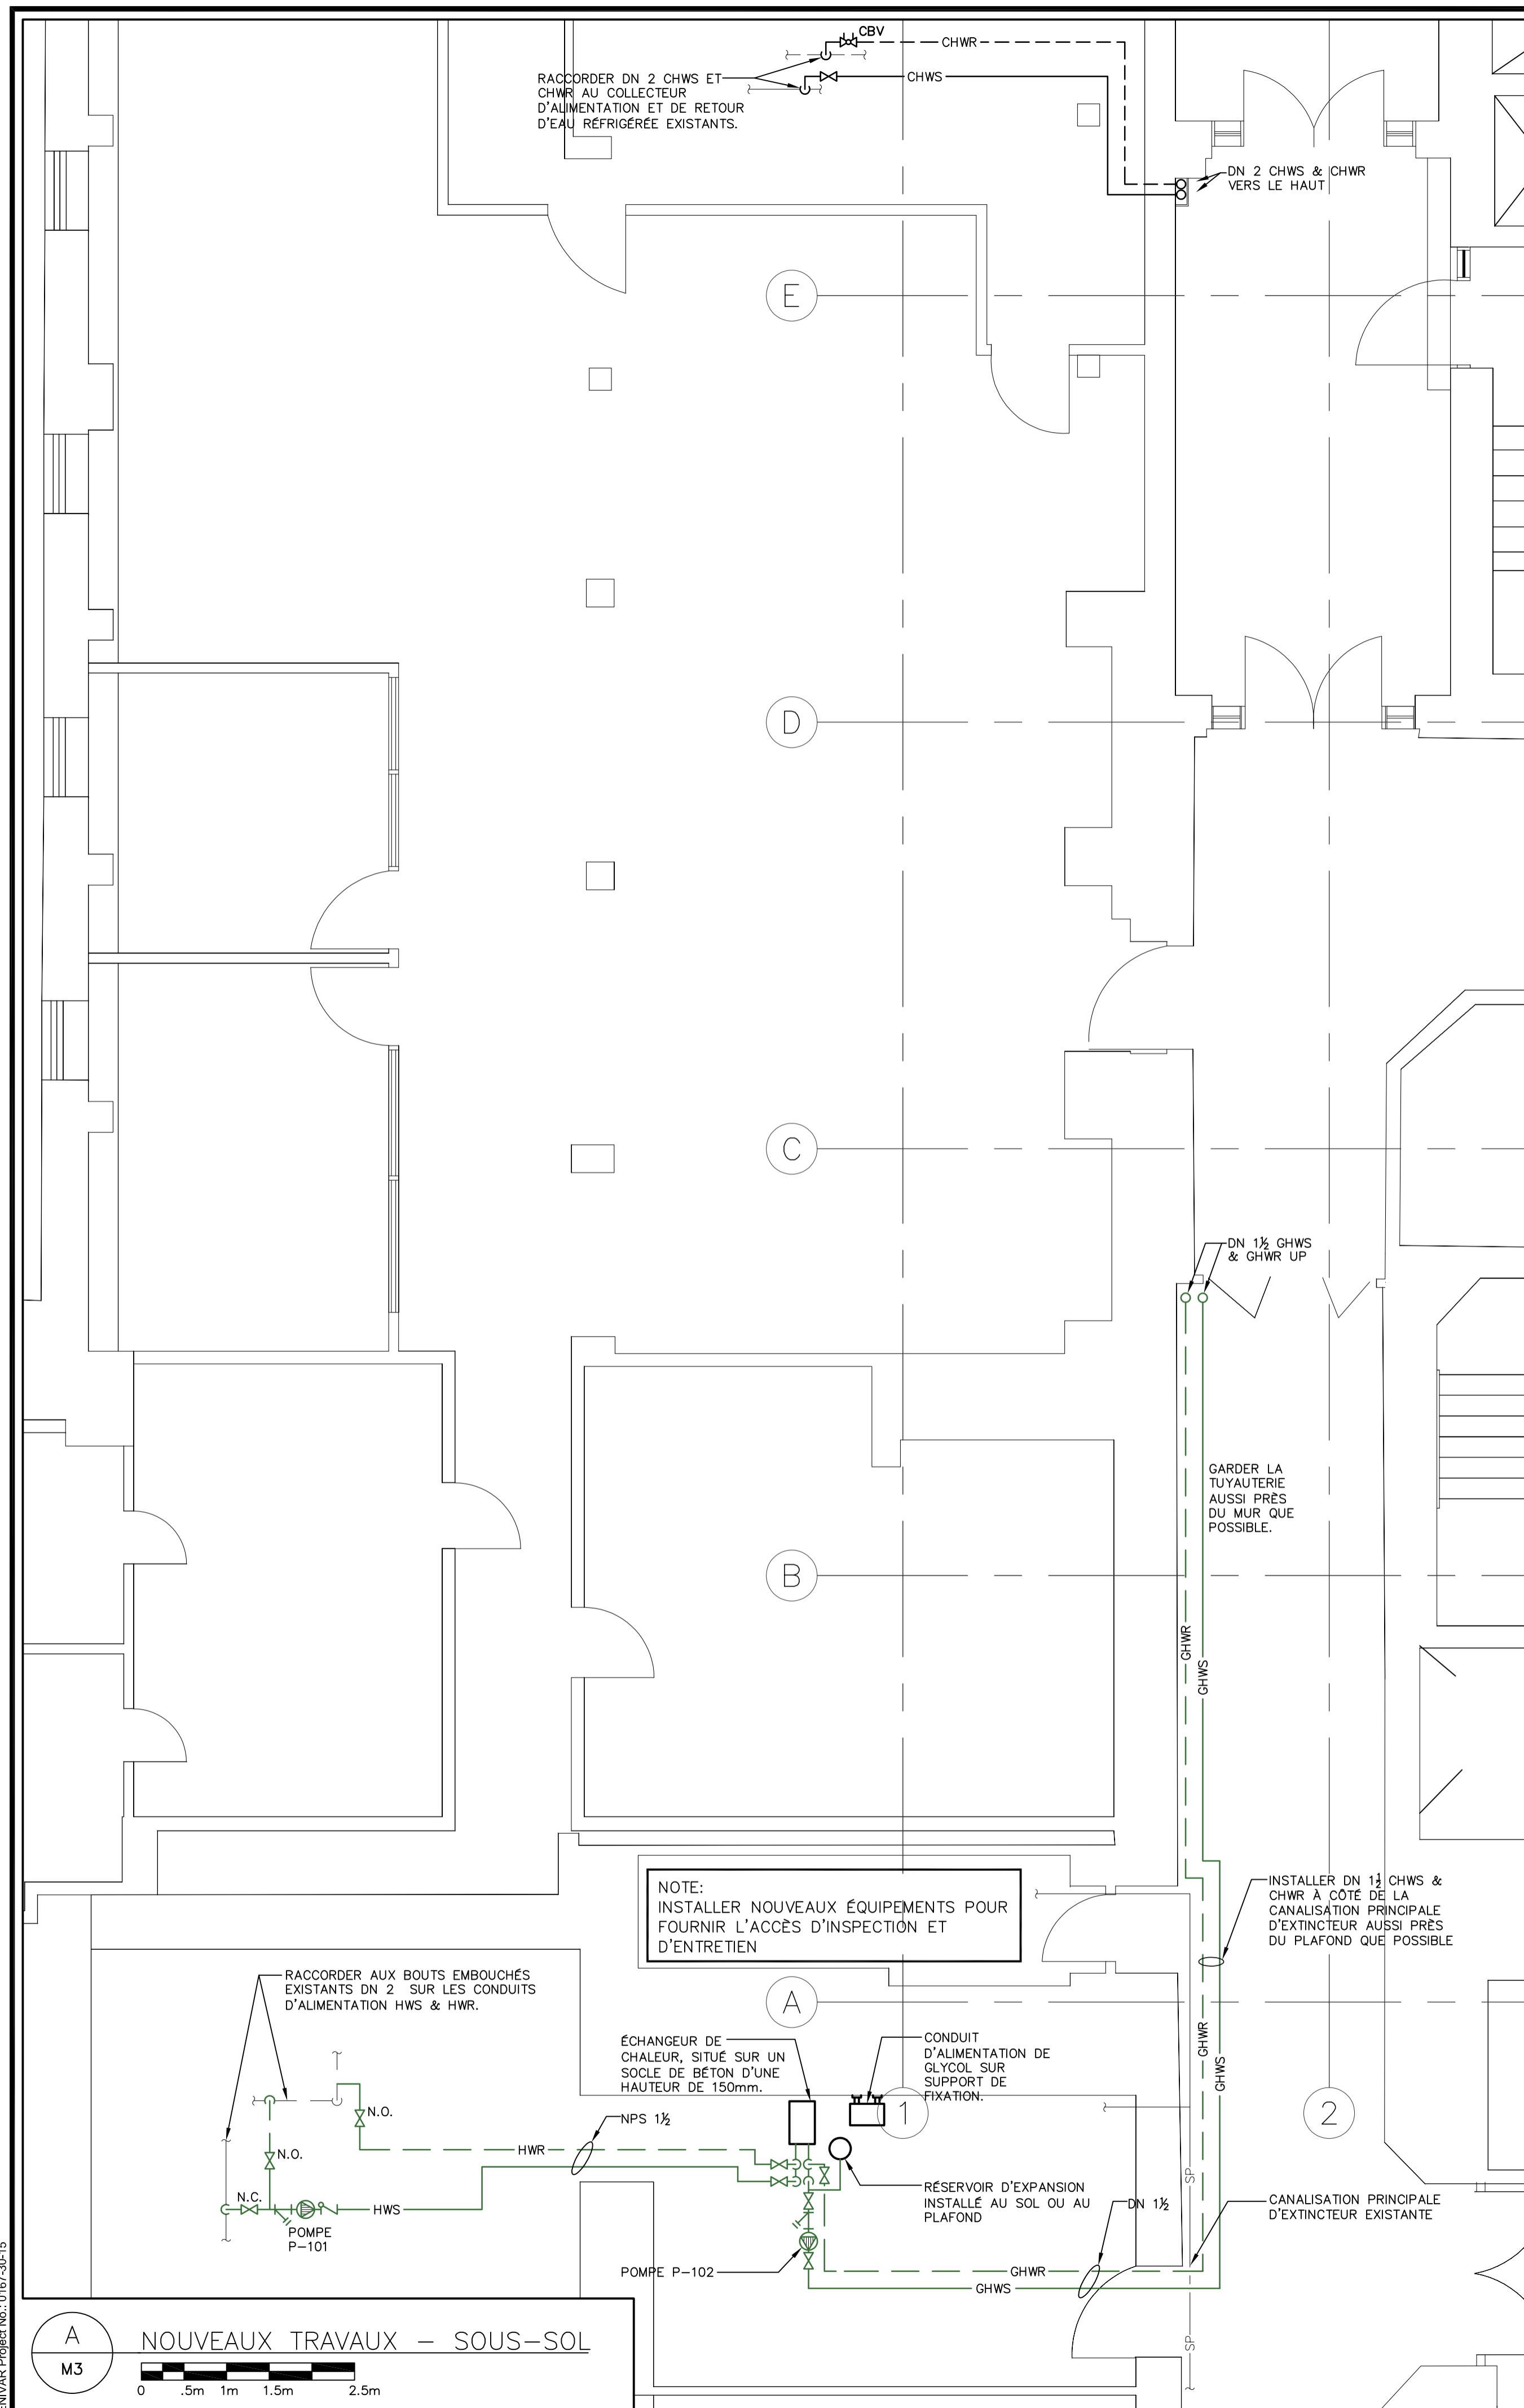 CBV
CHWR
RACCORDER DN 2 CHWS ET
CHWR AU COLLECTEUR
D'ALIMENTATION ET DE RETOUR
D'EAU RÉFRIGÉRÉE EXISTANTS.
CHWS
DN 2 CHWS & CHWR
VERS LE HAUT
E
D
C
DN 1½ GHWS
& GHWR UP
GARDER LA
TUYAUTERIE
AUSSI PRÈS
DU MUR QUE
POSSIBLE.
B
GHWR
GHWS
NOTE:
INSTALLER NOUVEAUX ÉQUIPEMENTS POUR
FOURNIR L'ACCÈS D'INSPECTION ET
D'ENTRETIEN
INSTALLER DN 1½ CHWS &
CHWR À CÔTÉ DE LA
CANALISATION PRINCIPALE
D'EXTINCTEUR AUSSI PRÈS
DU PLAFOND QUE POSSIBLE
RACCORDER AUX BOUTS EMBOUCHÉS
EXISTANTS DN 2 SUR LES CONDUITS
D'ALIMENTATION HWS & HWR.
A
ÉCHANGEUR DE
CHALEUR, SITUÉ SUR UN
SOCLE DE BÉTON D'UNE
HAUTEUR DE 150mm.
CONDUIT
D'ALIMENTATION DE
GLYCOL SUR
SUPPORT DE
FIXATION.
GHWR
GHWS
1
2
N.O.
NPS 1½
HWR
N.O.
SP
N.C.
HWS
POMPE
P-101
RÉSERVOIR D'EXPANSION
INSTALLÉ AU SOL OU AU
PLAFOND
DN 1½
CANALISATION PRINCIPALE
D'EXTINCTEUR EXISTANTE
POMPE P-102
GHWR
GHWS
SP
A
M3
NOUVEAUX TRAVAUX - SOUS-SOL
0 .5m 1m 1.5m 2.5m
Project No.: 0167-30-15